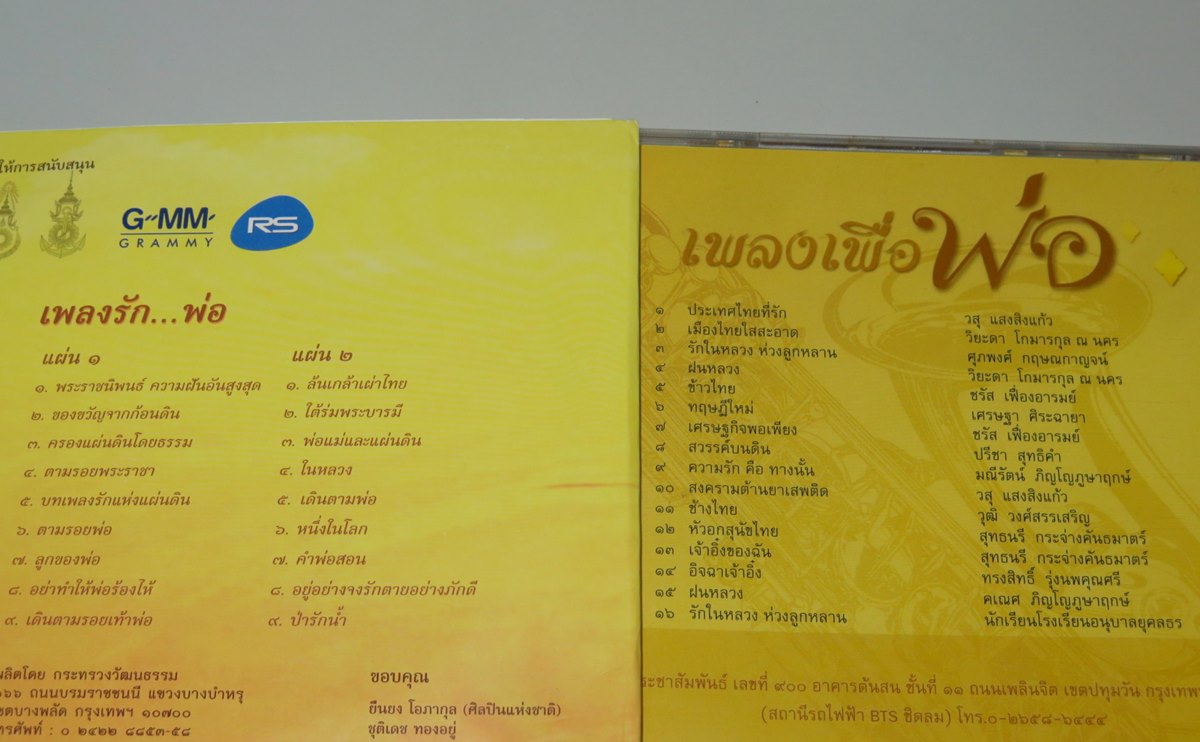 ให้การสนับสนุน
G"MM'
GRAMMY
RS
เพลงรัก...พ่อ
แผ่น ๑
๑. พระราชนิพนธ์ ความฝันอันสูงสุด
๒. ของขวัญจากก้อนดิน
๓. ครองแผ่นดินโดยธรรม
๔. ตามรอยพระราชา
๕. บทเพลงรักแห่งแผ่นดิน
๖. ตามรอยพ่อ
๗. ลูกของพ่อ
๘. อย่าทำให้พ่อร้องไห้
๙. เดินตามรอยเท้าพ่อ
แผ่น ๒
๑. ล้นเกล้าเผ่าไทย
๒. ใต้ร่มพระบารมี
๓. พ่อแม่และแผ่นดิน
๔. ในหลวง
๕. เดินตามพ่อ
๖. หนึ่งในโลก
๗. คำพ่อสอน
๘. อยู่อย่างจงรักตายอย่างภักดี
๙. ป่ารักน้ำ
ผลิตโดย กระทรวงวัฒนธรรม
๖๖ ถนนบรมราชชนนี แขวงบางบำหรุ
เขตบางพลัด กรุงเทพฯ ๑๐๗๐๐
โทรศัพท์ : ๐ ๒๔๒๒ ๘๘๕๓-๕๘
ขอบคุณ
ยืนยง โอภากุล (ศิลปินแห่งชาติ)
ชุติเดช ทองอยู่
เพลงเพื่อพ่อ
๑ ประเทศไทยที่รัก วสุ แสงสิงแก้ว
๒ เมืองไทยใสสะอาด วิยะดา โกมารกุล ณ นคร
๓ รักในหลวง ห่วงลูกหลาน ศุภพงศ์ กฤษณกาญจน์
๔ ฝนหลวง วิยะดา โกมารกุล ณ นคร
๕ ข้าวไทย ชรัส เฟื่องอารมย์
๖ ทฤษฎีใหม่ เศรษฐา ศิระฉายา
๗ เศรษฐกิจพอเพียง ชรัส เฟื่องอารมย์
๘ สวรรค์บนดิน ปรีชา สุทธิคำ
๙ ความรัก คือ ทางนั้น มณีรัตน์ ภิญโญภูษาฤกษ์
๑๐ สงครามต้านยาเสพติด วสุ แสงสิงแก้ว
๑๑ ช้างไทย วุฒิ วงศ์สรรเสริญ
๑๒ หัวอกสุนัขไทย สุทธนรี กระจ่างคันธมาตร์
๑๓ เจ้าอิ๋งของฉัน สุทธนรี กระจ่างคันธมาตร์
๑๔ อิจฉาเจ้าอิ๋ง ทรงสิทธิ์ รุ่งนพคุณศรี
๑๕ ฝนหลวง คเณศ ภิญโญภูษาฤกษ์
๑๖ รักในหลวง ห่วงลูกหลาน นักเรียนโรงเรียนอนุบาลยุคลธร
ระชาสัมพันธ์ เลขที่ ๙๐๐ อาคารต้นสน ชั้นที่ ๑๑ ถนนเพลินจิต เขตปทุมวัน กรุงเทพ
(สถานีรถไฟฟ้า BTS ชิดลม) โทร.๐-๒๖๕๘-๖๔๔๔